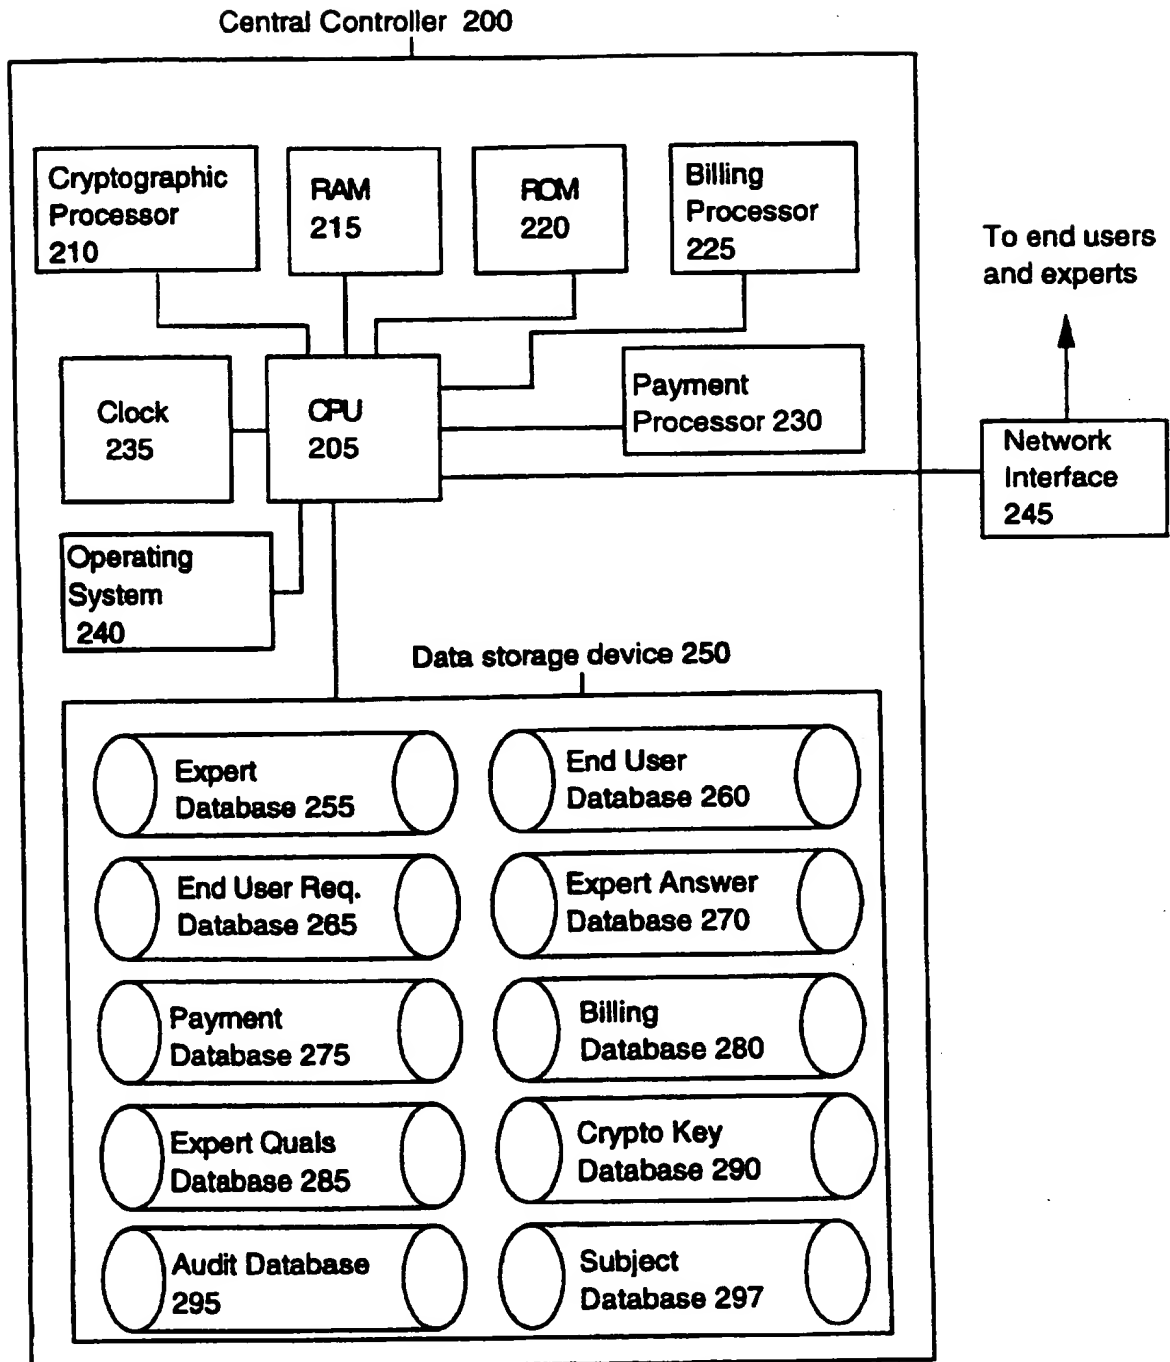 Central Controller 200
Cryptographic
Processor
210
RAM
215
ROM
220
Billing
Processor
225
To end users
and experts
Clock
235
CPU
205
Payment
Processor 230
Network
Interface
245
Operating
System
240
Data storage device 250
Expert
Database 255
End User
Database 260
End User Req.
Database 265
Expert Answer
Database 270
Payment
Database 275
Billing
Database 280
Expert Quals
Database 285
Crypto Key
Database 290
Audit Database
295
Subject
Database 297